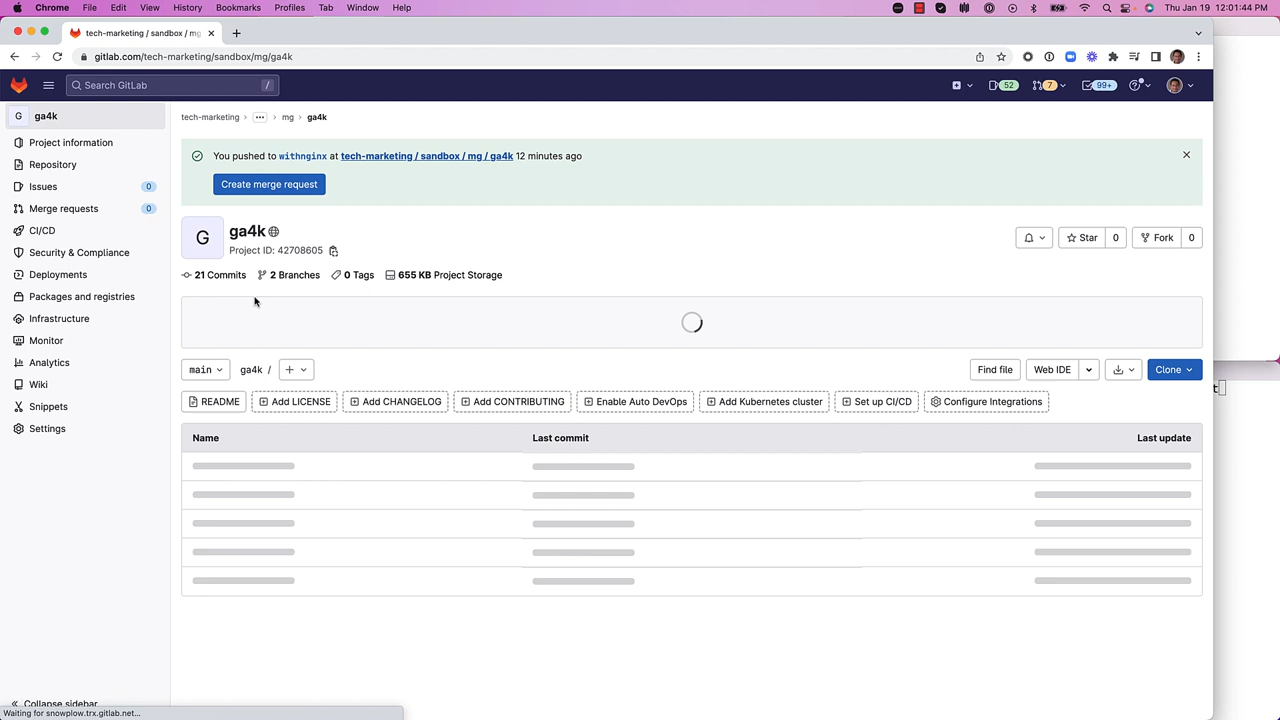 Chrome File Edit View History Bookmarks Profiles Tab Window Help Thu Jan 19 12:01:44 PM
tech-marketing / sandbox / mg
gitlab.com/tech-marketing/sandbox/mg/ga4k
Search GitLab /
52 7 99+
G ga4k
Project information
Repository
Issues 0
Merge requests 0
CI/CD
Security & Compliance
Deployments
Packages and registries
Infrastructure
Monitor
Analytics
Wiki
Snippets
Settings
Collapse sidebar
Waiting for snowplow.trx.gitlab.net...
tech-marketing › ... › mg › ga4k
You pushed to withnginx at tech-marketing / sandbox / mg / ga4k 12 minutes ago
Create merge request
G
ga4k
Project ID: 42708605
Star 0 Fork 0
21 Commits 2 Branches 0 Tags 655 KB Project Storage
main ga4k / + Find file Web IDE Clone
README Add LICENSE Add CHANGELOG Add CONTRIBUTING Enable Auto DevOps Add Kubernetes cluster Set up CI/CD Configure Integrations
Name Last commit Last update
t